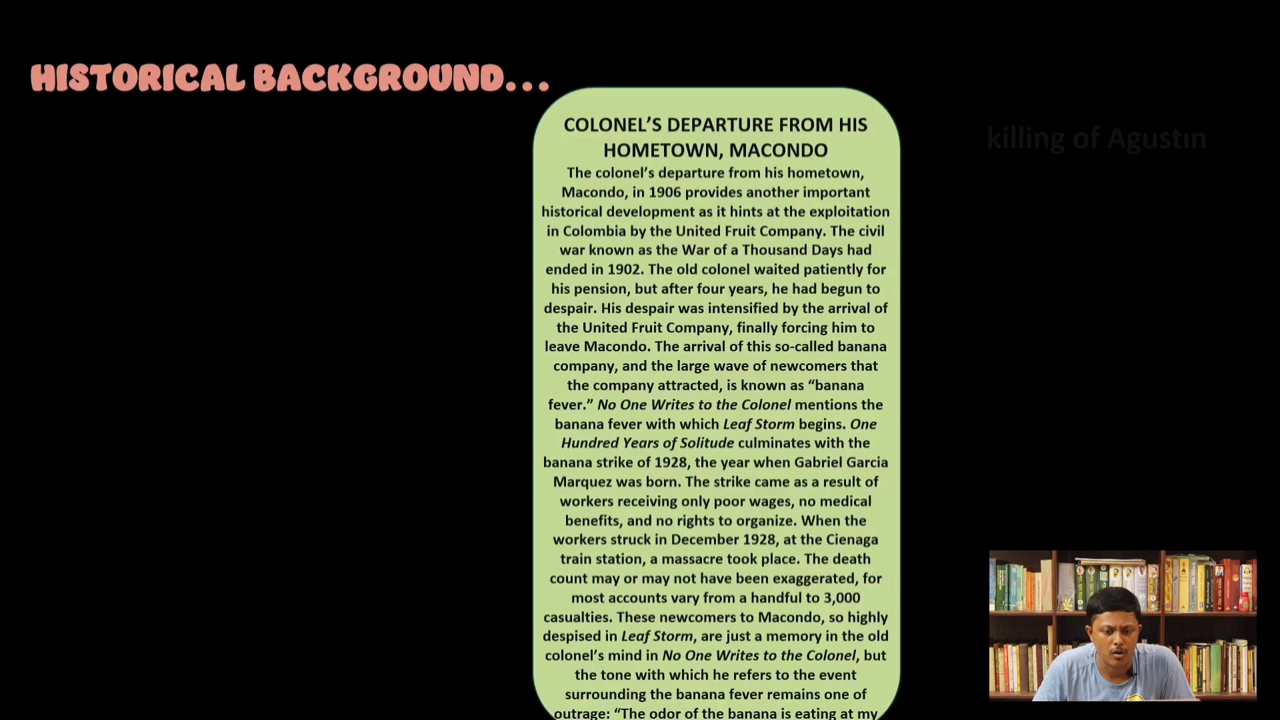 HISTORICAL BACKGROUND...
COLONEL'S DEPARTURE FROM HIS
HOMETOWN, MACONDO
The colonel's departure from his hometown,
Macondo, in 1906 provides another important
historical development as it hints at the exploitation
in Colombia by the United Fruit Company. The civil
war known as the War of a Thousand Days had
ended in 1902. The old colonel waited patiently for
his pension, but after four years, he had begun to
despair. His despair was intensified by the arrival of
the United Fruit Company, finally forcing him to
leave Macondo. The arrival of this so-called banana
company, and the large wave of newcomers that
the company attracted, is known as “banana
fever.” No One Writes to the Colonel mentions the
banana fever with which Leaf Storm begins. One
Hundred Years of Solitude culminates with the
banana strike of 1928, the year when Gabriel Garcia
Marquez was born. The strike came as a result of
workers receiving only poor wages, no medical
benefits, and no rights to organize. When the
workers struck in December 1928, at the Cienaga
train station, a massacre took place. The death
count may or may not have been exaggerated, for
most accounts vary from a handful to 3,000
casualties. These newcomers to Macondo, so highly
despised in Leaf Storm, are just a memory in the old
colonel's mind in No One Writes to the Colonel, but
the tone with which he refers to the event
surrounding the banana fever remains one of
outrage: “The odor of the banana is eating at my
killing of Agustin